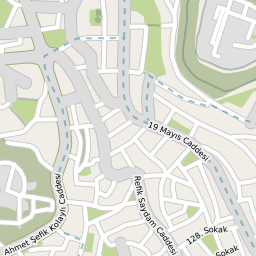 19 Mayıs Caddesi
Refik Saydam Caddesi
Ahmet Şefik Kolaylı Caddesi
128. Sokak
Sokak